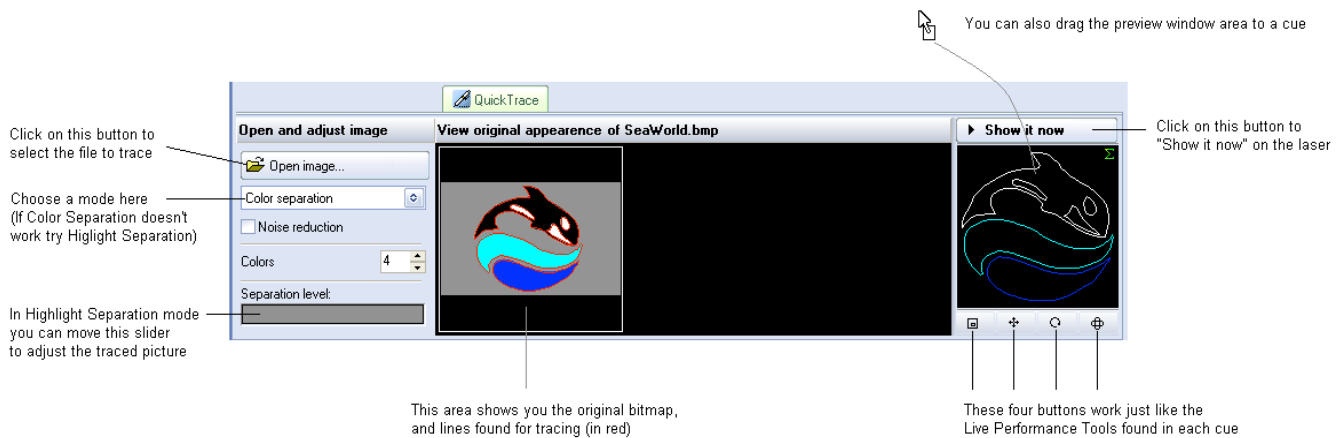 You can also drag the preview window area to a cue
QuickTrace
Click on this button to
select the file to trace
Open and adjust image
View original appearence of SeaWorld.bmp
Show it now
Click on this button to
"Show it now" on the laser
Open image...
Choose a mode here
(If Color Separation doesn't
work try Higlight Separation)
Color separation
Noise reduction
Colors
4
Separation level:
In Highlight Separation mode
you can move this slider
to adjust the traced picture
Σ
This area shows you the original bitmap,
and lines found for tracing (in red)
These four buttons work just like the
Live Performance Tools found in each cue